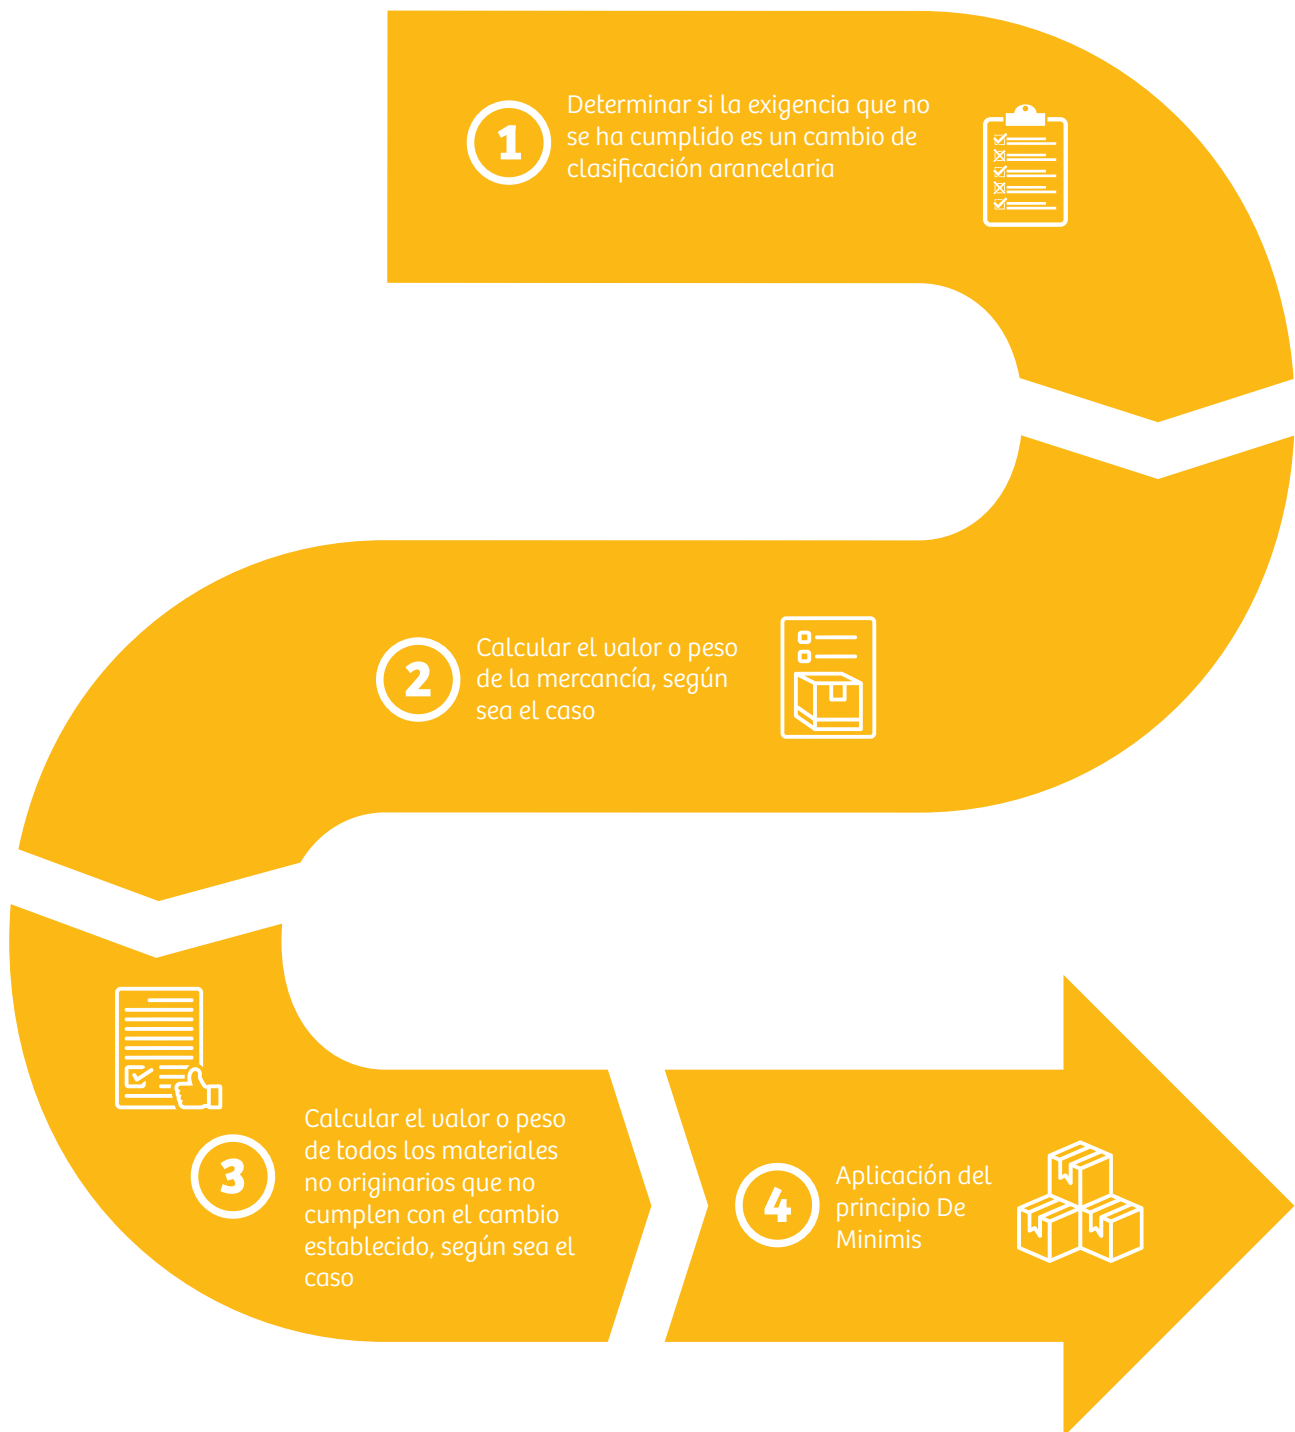 1
Determinar si la exigencia que no
se ha cumplido es un cambio de
clasificación arancelaria
2
Calcular el valor o peso
de la mercancía, según
sea el caso
3
Calcular el valor o peso
de todos los materiales
no originarios que no
cumplen con el cambio
establecido, según sea el
caso
4
Aplicación del
principio De
Minimis